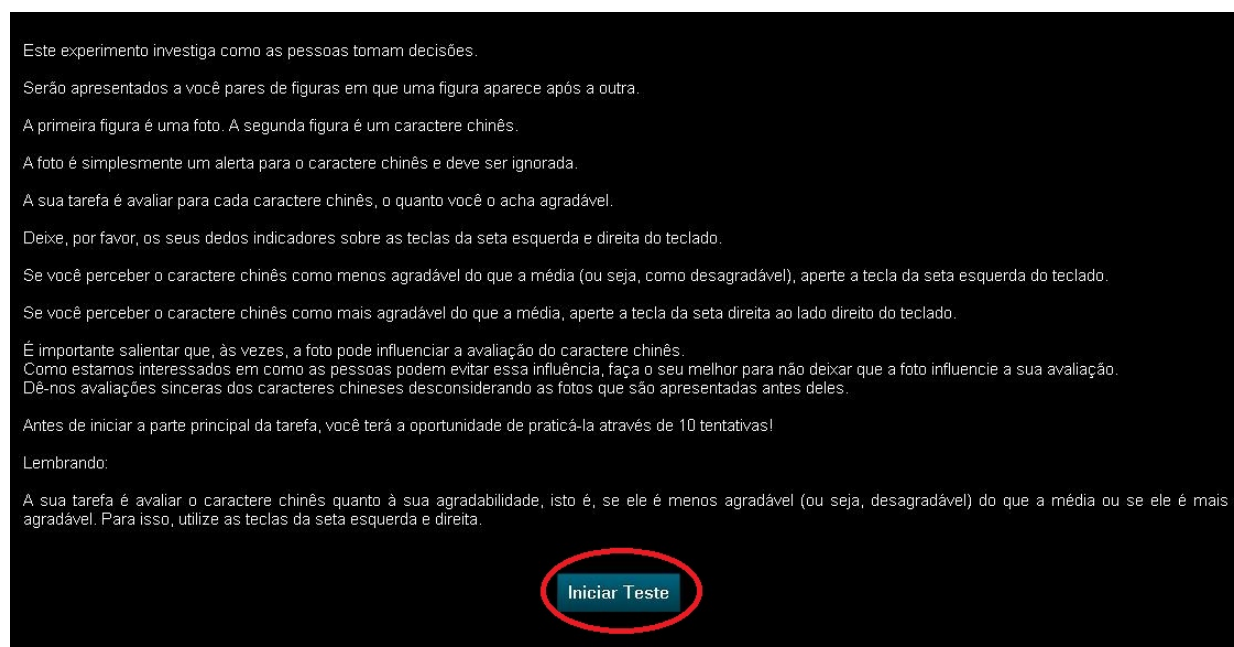 Este experimento investiga como as pessoas tomam decisões.
Serão apresentados a você pares de figuras em que uma figura aparece após a outra.
A primeira figura é uma foto. A segunda figura é um caractere chinês.
A foto é simplesmente um alerta para o caractere chinês e deve ser ignorada.
A sua tarefa é avaliar para cada caractere chinês, o quanto você o acha agradável.
Deixe, por favor, os seus dedos indicadores sobre as teclas da seta esquerda e direita do teclado.
Se você perceber o caractere chinês como menos agradável do que a média (ou seja, como desagradável), aperte a tecla da seta esquerda do teclado.
Se você perceber o caractere chinês como mais agradável do que a média, aperte a tecla da seta direita ao lado direito do teclado.
É importante salientar que, às vezes, a foto pode influenciar a avaliação do caractere chinês.
Como estamos interessados em como as pessoas podem evitar essa influência, faça o seu melhor para não deixar que a foto influencie a sua avaliação.
Dê-nos avaliações sinceras dos caracteres chineses desconsiderando as fotos que são apresentadas antes deles.
Antes de iniciar a parte principal da tarefa, você terá a oportunidade de praticá-la através de 10 tentativas!
Lembrando:
A sua tarefa é avaliar o caractere chinês quanto à sua agradabilidade, isto é, se ele é menos agradável (ou seja, desagradável) do que a média ou se ele é mais
agradável. Para isso, utilize as teclas da seta esquerda e direita.
Iniciar Teste